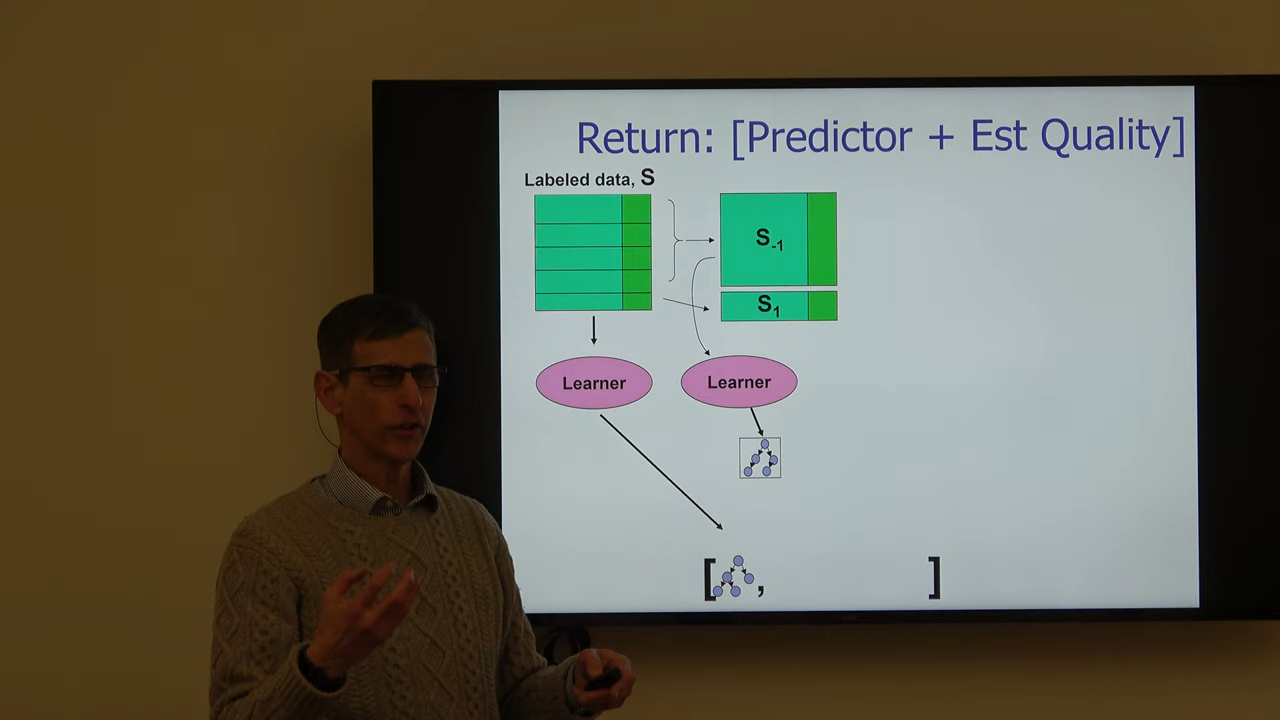 Return: [Predictor + Est Quality]
Labeled data, S
S-1
S1
Learner
Learner
[ , ]